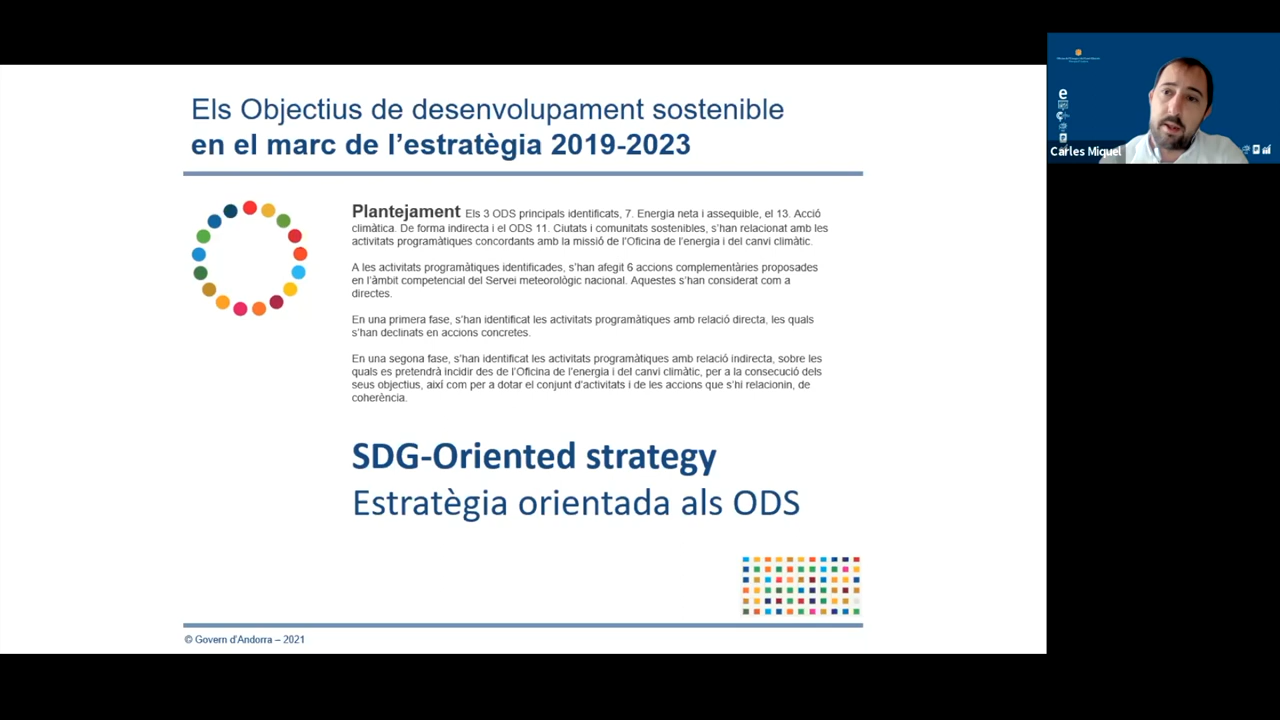 Els Objectius de desenvolupament sostenible
en el marc de l’estratègia 2019-2023
Plantejament Els 3 ODS principals identificats, 7. Energia neta i assequible, el 13. Acció
climàtica. De forma indirecta i el ODS 11. Ciutats i comunitats sostenibles, s’han relacionat amb les
activitats programàtiques concordants amb la missió de l’Oficina de l’energia i del canvi climàtic.
A les activitats programàtiques identificades, s’han afegit 6 accions complementàries proposades
en l’àmbit competencial del Servei meteorològic nacional. Aquestes s’han considerat com a
directes.
En una primera fase, s’han identificat les activitats programàtiques amb relació directa, les quals
s’han declinats en accions concretes.
En una segona fase, s’han identificat les activitats programàtiques amb relació indirecta, sobre les
quals es pretendrà incidir des de l’Oficina de l’energia i del canvi climàtic, per a la consecució dels
seus objectius, així com per a dotar el conjunt d’activitats i de les accions que s’hi relacionin, de
coherència.
SDG-Oriented strategy
Estratègia orientada als ODS
© Govern d’Andorra – 2021
e
Carles Miquel